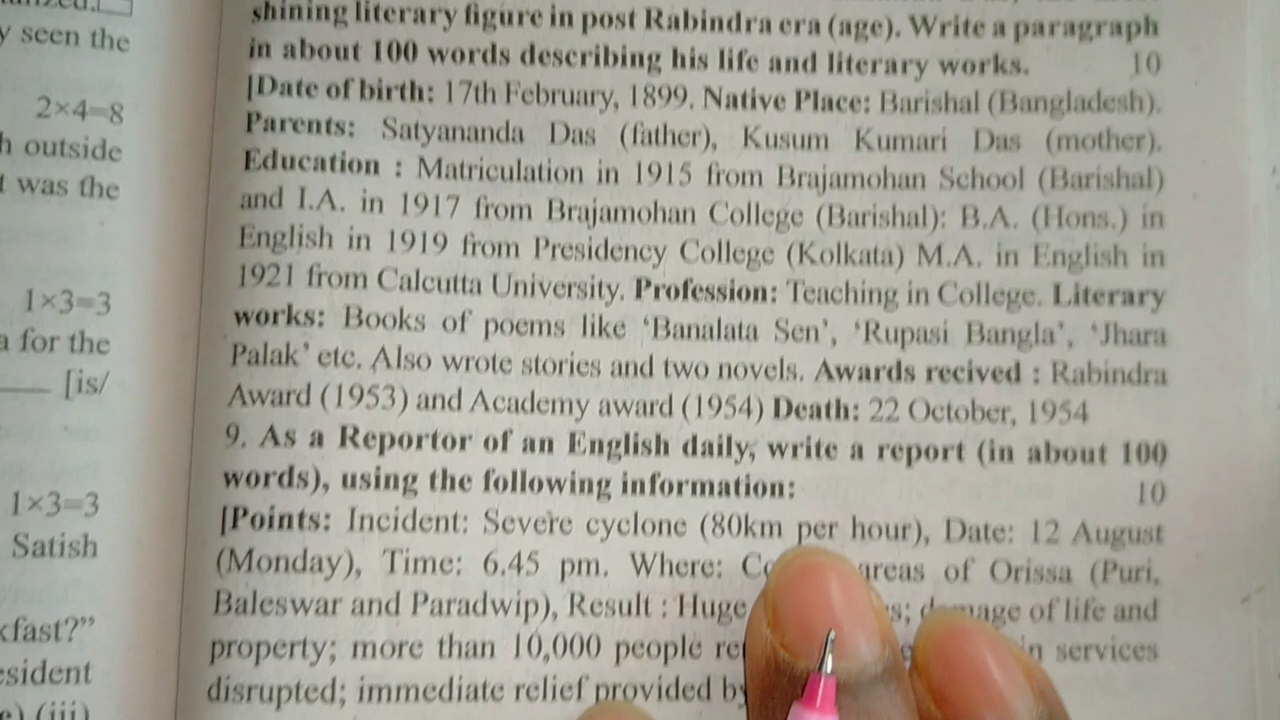 y seen the
2×4=8
h outside
t was the
1×3=3
a for the
[is/
1×3=3
Satish
kfast?”
esident
shining literary figure in post Rabindra era (age). Write a paragraph
in about 100 words describing his life and literary works. 10
[Date of birth: 17th February, 1899. Native Place: Barishal (Bangladesh).
Parents: Satyananda Das (father), Kusum Kumari Das (mother).
Education : Matriculation in 1915 from Brajamohan School (Barishal)
and I.A. in 1917 from Brajamohan College (Barishal): B.A. (Hons.) in
English in 1919 from Presidency College (Kolkata) M.A. in English in
1921 from Calcutta University. Profession: Teaching in College. Literary
works: Books of poems like ‘Banalata Sen’, ‘Rupasi Bangla’, ‘Jhara
Palak’ etc. Also wrote stories and two novels. Awards recived : Rabindra
Award (1953) and Academy award (1954) Death: 22 October, 1954
9. As a Reportor of an English daily, write a report (in about 100
words), using the following information: 10
[Points: Incident: Severe cyclone (80km per hour), Date: 12 August
(Monday), Time: 6.45 pm. Where: areas of Orissa (Puri,
Baleswar and Paradwip), Result : Huge damage of life and
property; more than 10,000 people services
disrupted; immediate relief provided by